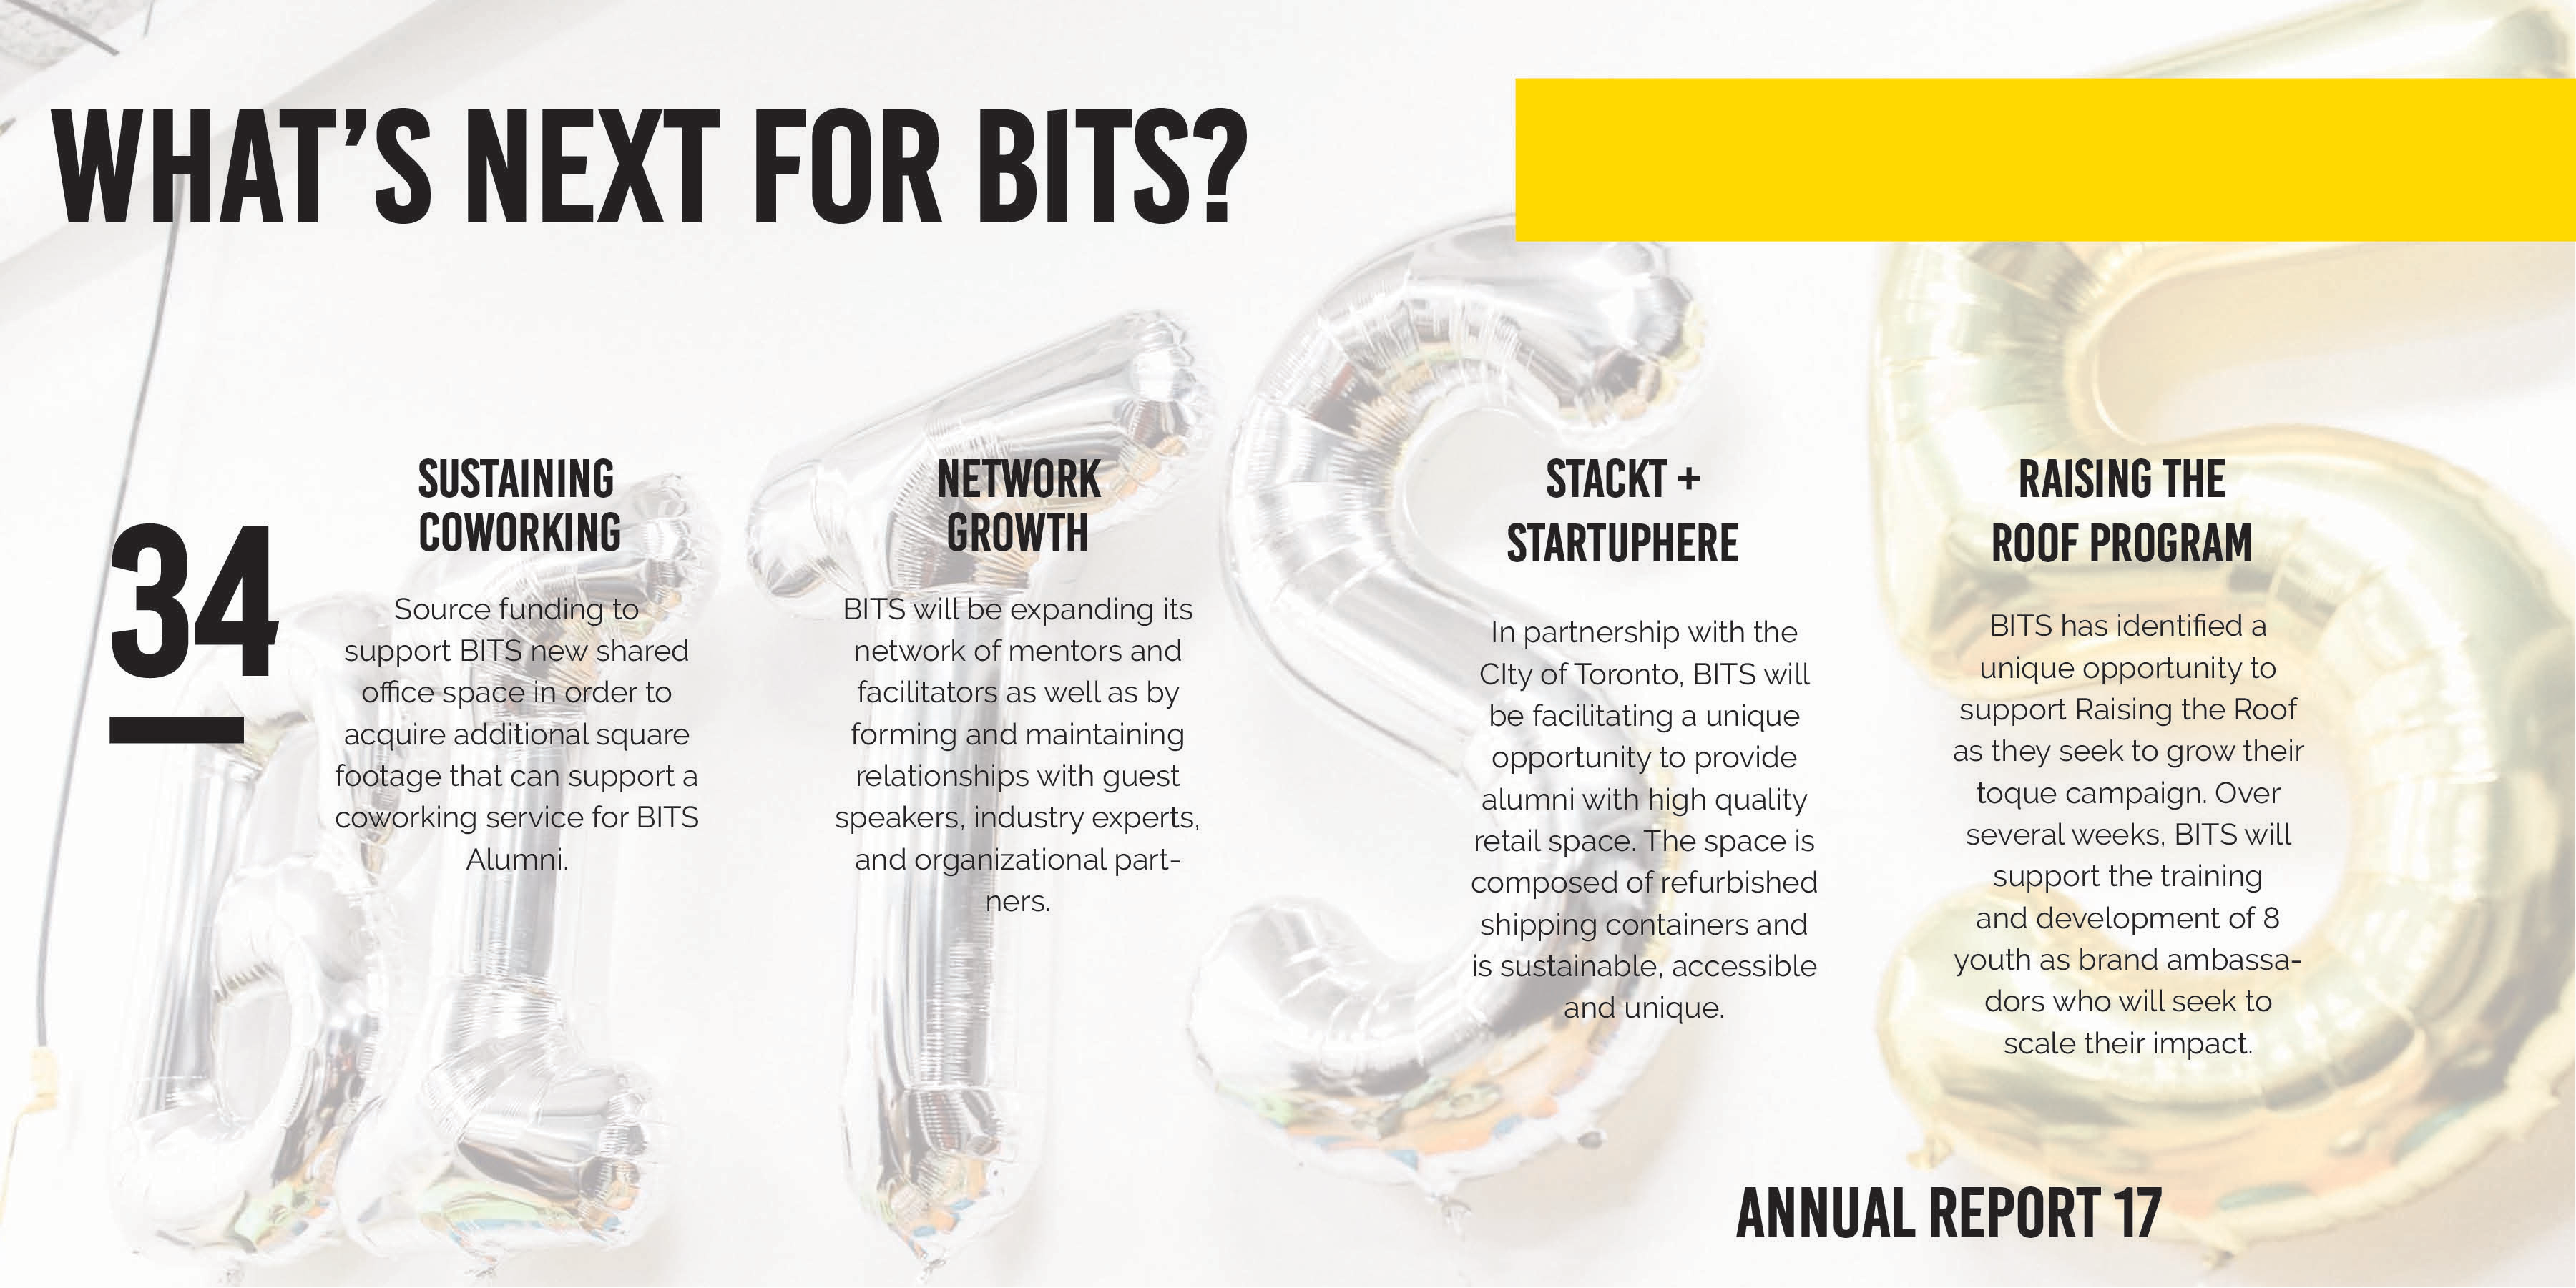 WHAT'S NEXT FOR BITS?
34
SUSTAINING
COWORKING
Source funding to
support BITS new shared
office space in order to
acquire additional square
footage that can support a
coworking service for BITS
Alumni.
NETWORK
GROWTH
BITS will be expanding its
network of mentors and
facilitators as well as by
forming and maintaining
relationships with guest
speakers, industry experts,
and organizational part-
ners.
STACKT +
STARTUPHERE
In partnership with the
CIty of Toronto, BITS will
be facilitating a unique
opportunity to provide
alumni with high quality
retail space. The space is
composed of refurbished
shipping containers and
is sustainable, accessible
and unique.
RAISING THE
ROOF PROGRAM
BITS has identified a
unique opportunity to
support Raising the Roof
as they seek to grow their
toque campaign. Over
several weeks, BITS will
support the training
and development of 8
youth as brand ambassa-
dors who will seek to
scale their impact.
ANNUAL REPORT 17
bITS 5